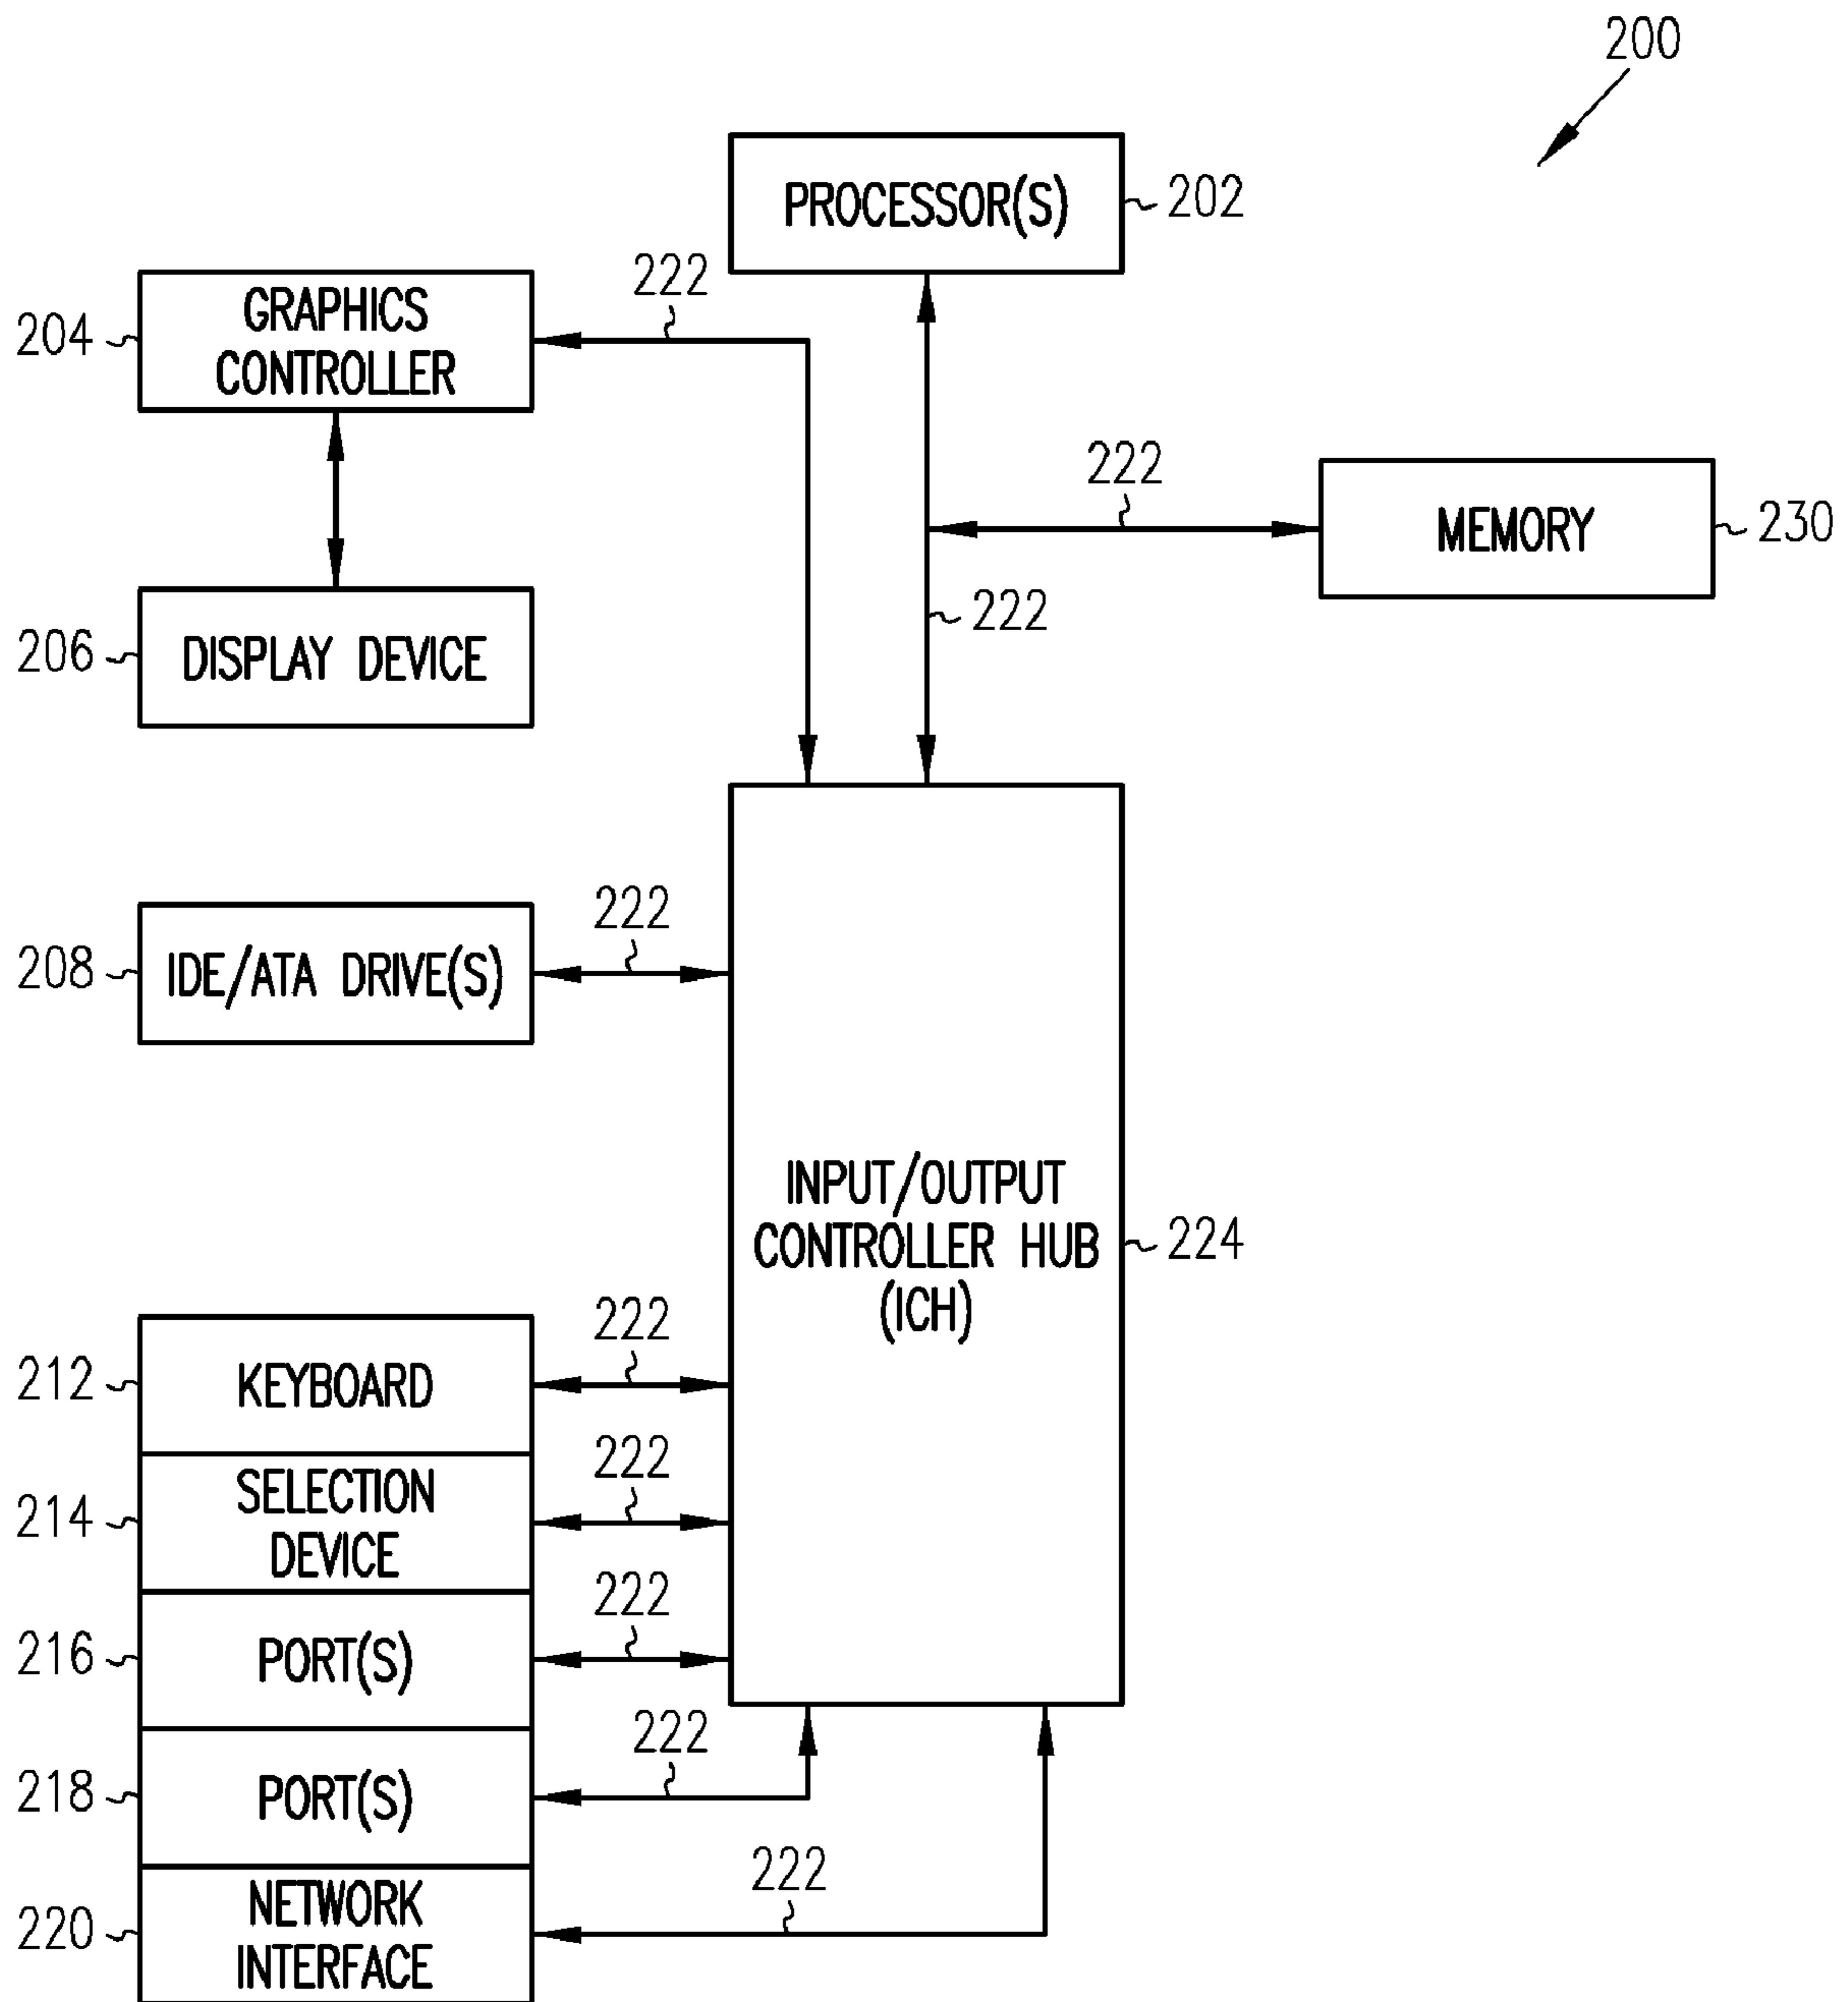 200
PROCESSOR(S)
202
222
GRAPHICS
CONTROLLER
204
222
MEMORY
230
222
DISPLAY DEVICE
206
222
IDE/ATA DRIVE(S)
208
INPUT/OUTPUT
CONTROLLER HUB
(ICH)
224
222
KEYBOARD
212
222
SELECTION
DEVICE
214
222
PORT(S)
216
222
PORT(S)
218
222
NETWORK
INTERFACE
220